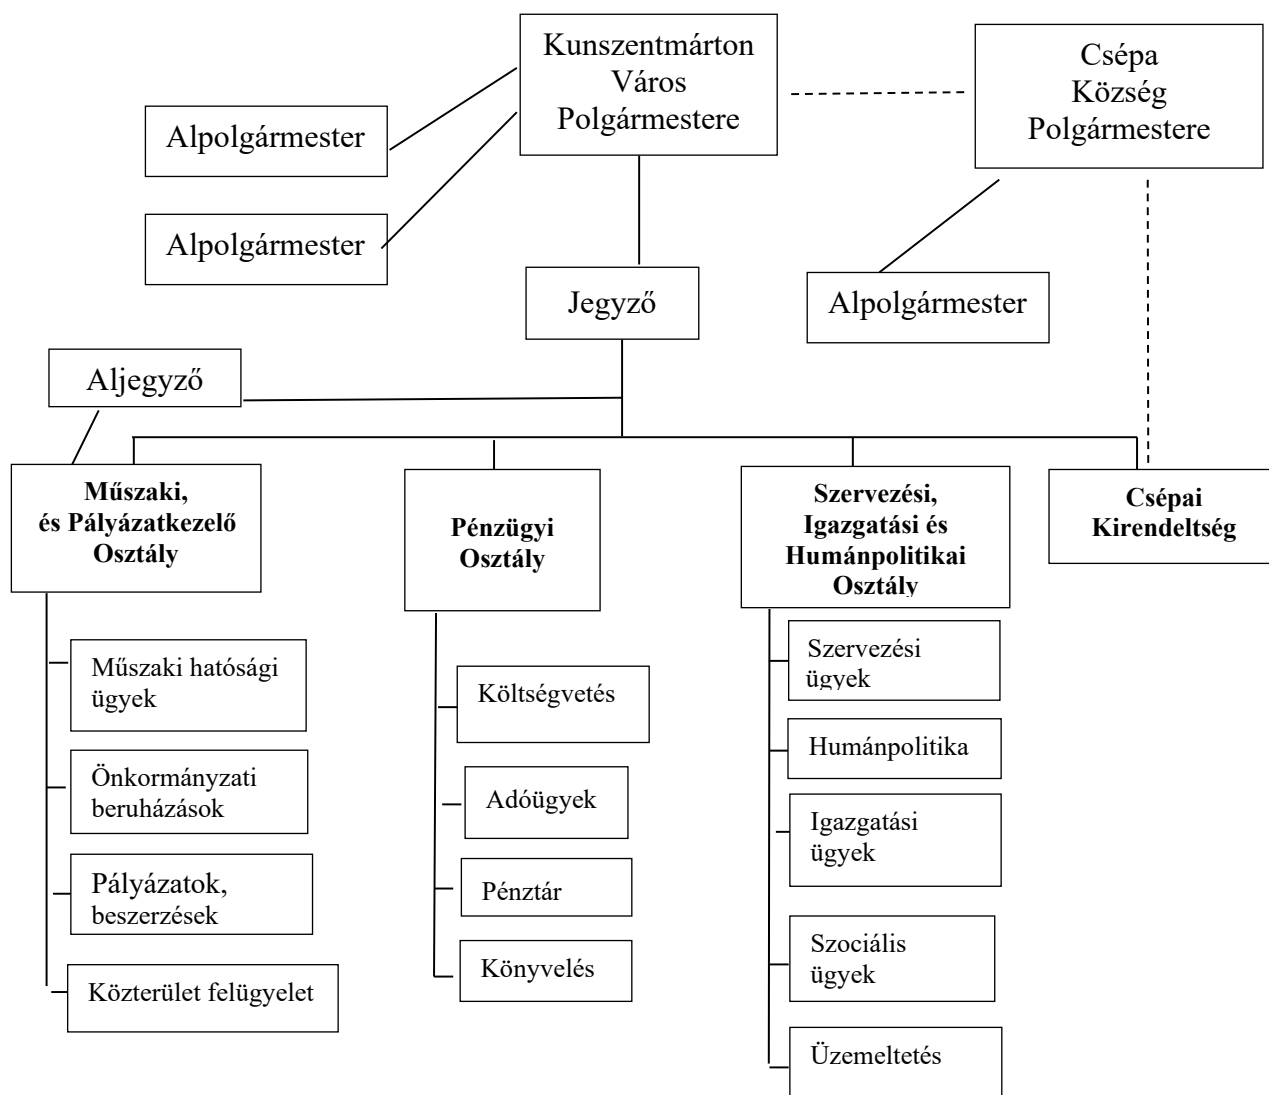 Kunszentmárton
Város
Polgármestere
Csépa
Község
Polgármestere
Alpolgármester
Alpolgármester
Jegyző
Alpolgármester
Aljegyző
Műszaki,
és Pályázatkezelő
Osztály
Pénzügyi
Osztály
Szervezési,
Igazgatási és
Humánpolitikai
Osztály
Csépai
Kirendeltség
Műszaki hatósági
ügyek
Önkormányzati
beruházások
Pályázatok,
beszerzések
Közterület felügyelet
Költségvetés
Adóügyek
Pénztár
Könyvelés
Szervezési
ügyek
Humánpolitika
Igazgatási
ügyek
Szociális
ügyek
Üzemeltetés